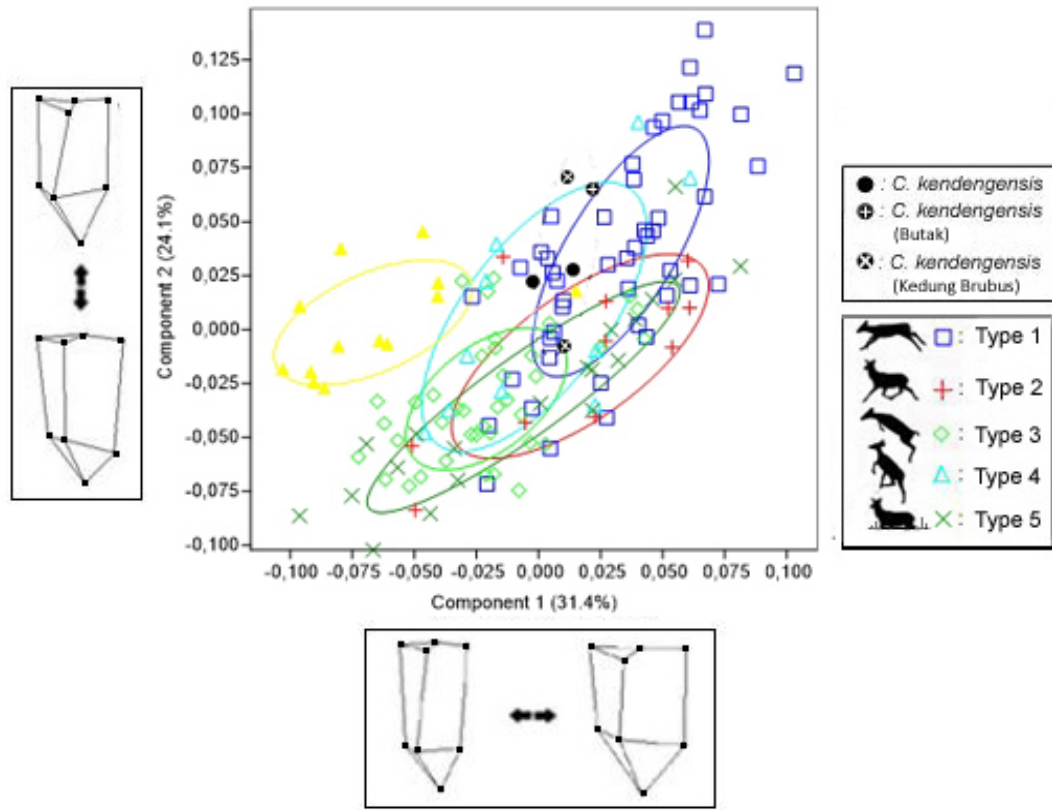 Component 2 (24.1%)
0,125
0,100
0,075
0,050
0,025
0,000
-0,025
-0,050
-0,075
-0,100
-0,100 -0,075 -0,050 -0,025 0,000 0,025 0,050 0,075 0,100
Component 1 (31.4%)
: C. kendengensis
: C. kendengensis
(Butak)
: C. kendengensis
(Kedung Brubus)
: Type 1
: Type 2
: Type 3
: Type 4
: Type 5